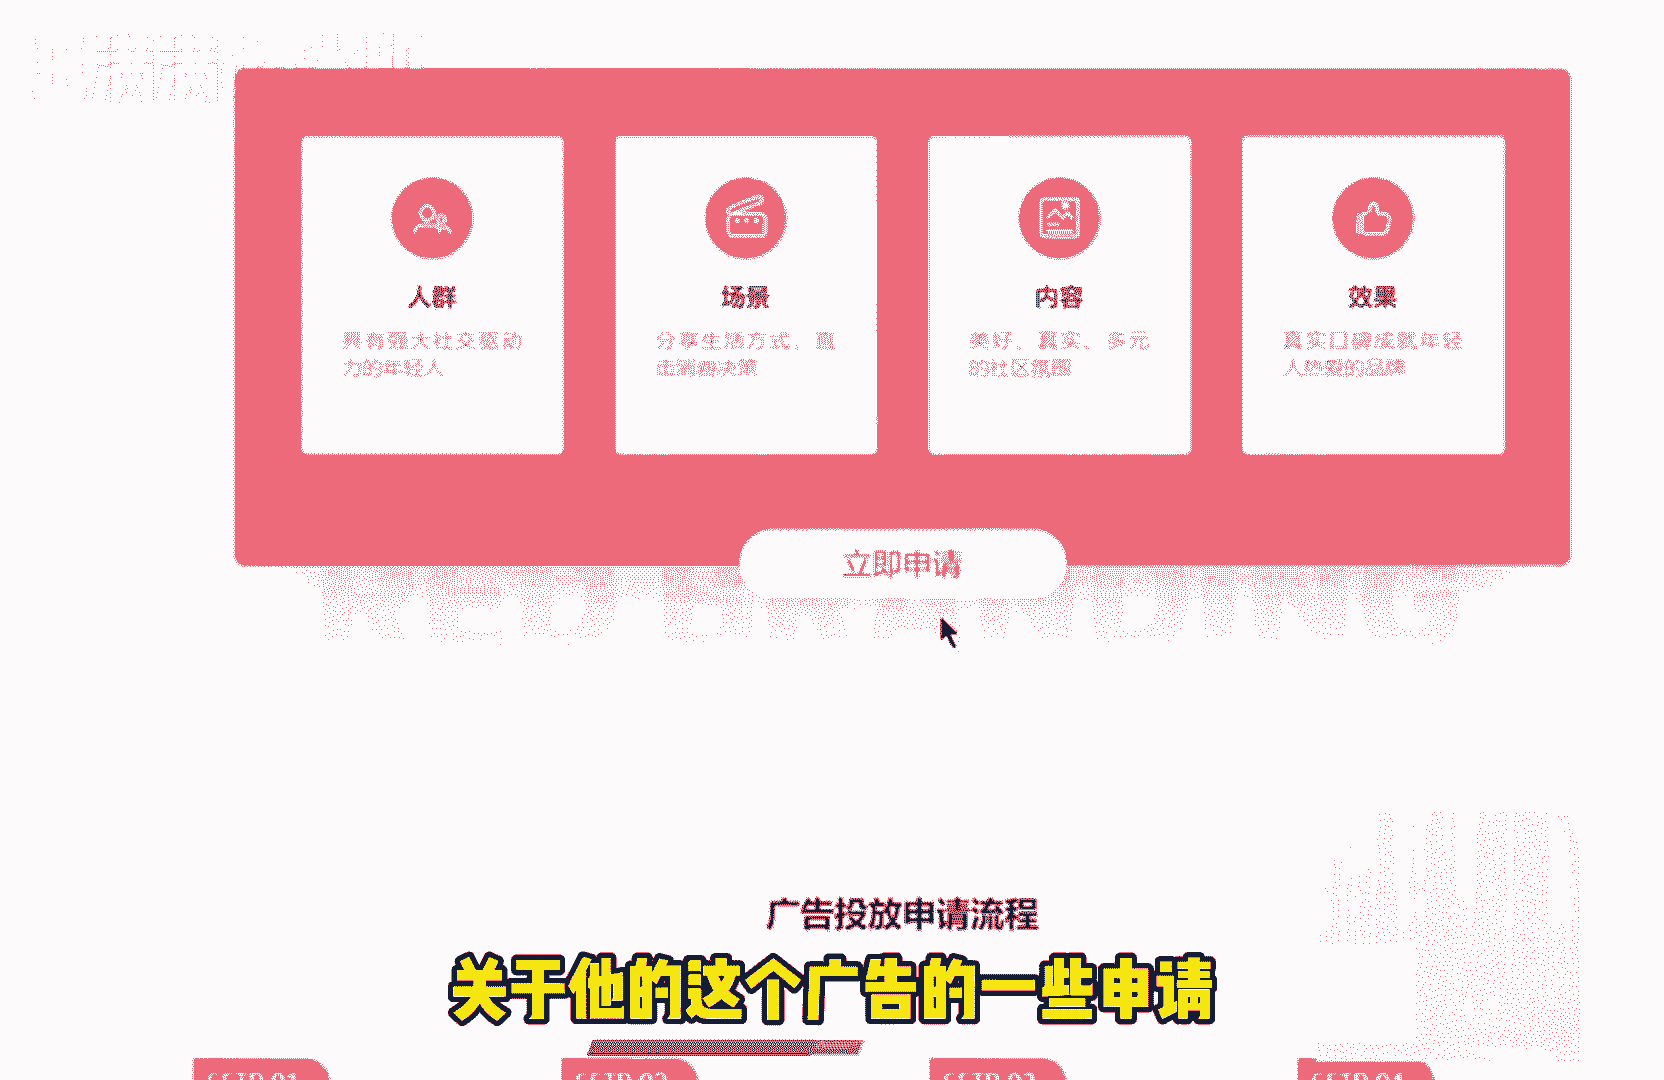 人群
具有强大社交驱动
力的年轻人
场景
分享生活方式，直
击消费决策
内容
美好、真实、多元
的社区氛围
效果
真实口碑成就年轻
人热爱的品牌
立即申请
RED BRANDING
广告投放申请流程
关于他的这个广告的一些申请